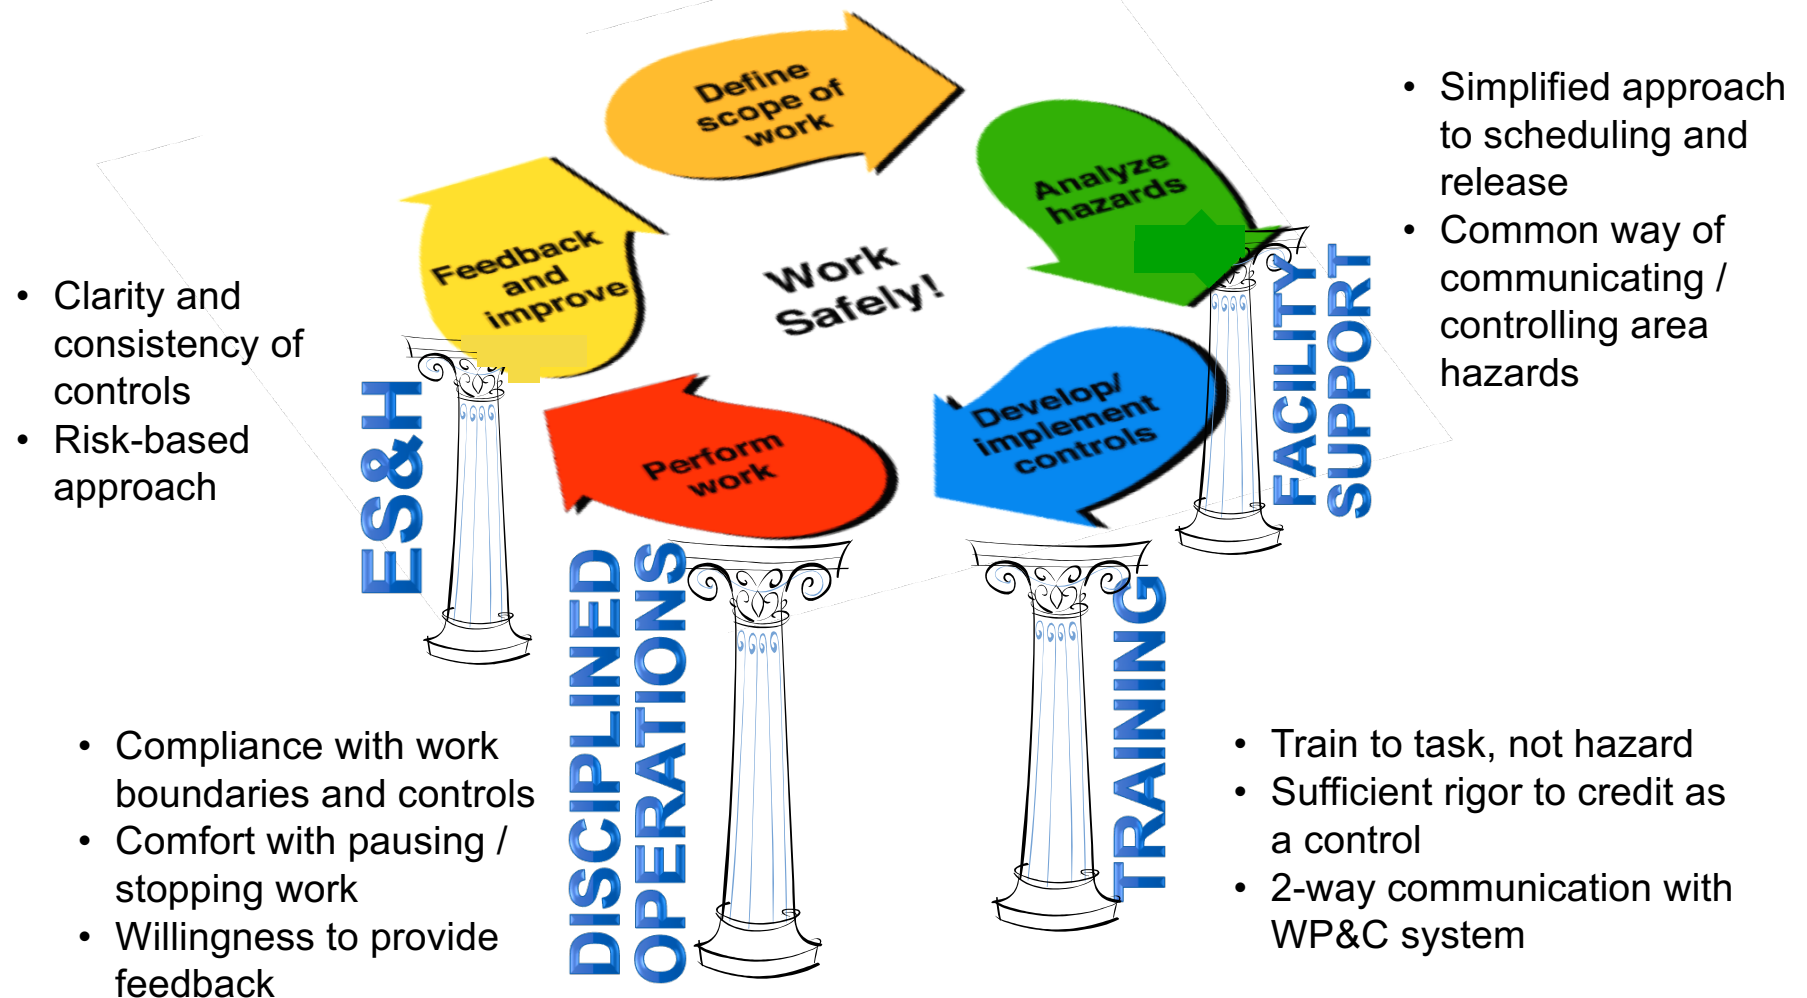 Define
scope of
work
Analyze
hazards
Develop/
implement
controls
Perform
work
Feedback
and
improve
Work
Safely!
• Clarity and
consistency of
controls
• Risk-based
approach
ES&H
• Simplified approach
to scheduling and
release
• Common way of
communicating /
controlling area
hazards
FACILITY
SUPPORT
• Compliance with work
boundaries and controls
• Comfort with pausing /
stopping work
• Willingness to provide
feedback
DISCIPLINED
OPERATIONS
TRAINING
• Train to task, not hazard
• Sufficient rigor to credit as
a control
• 2-way communication with
WP&C system